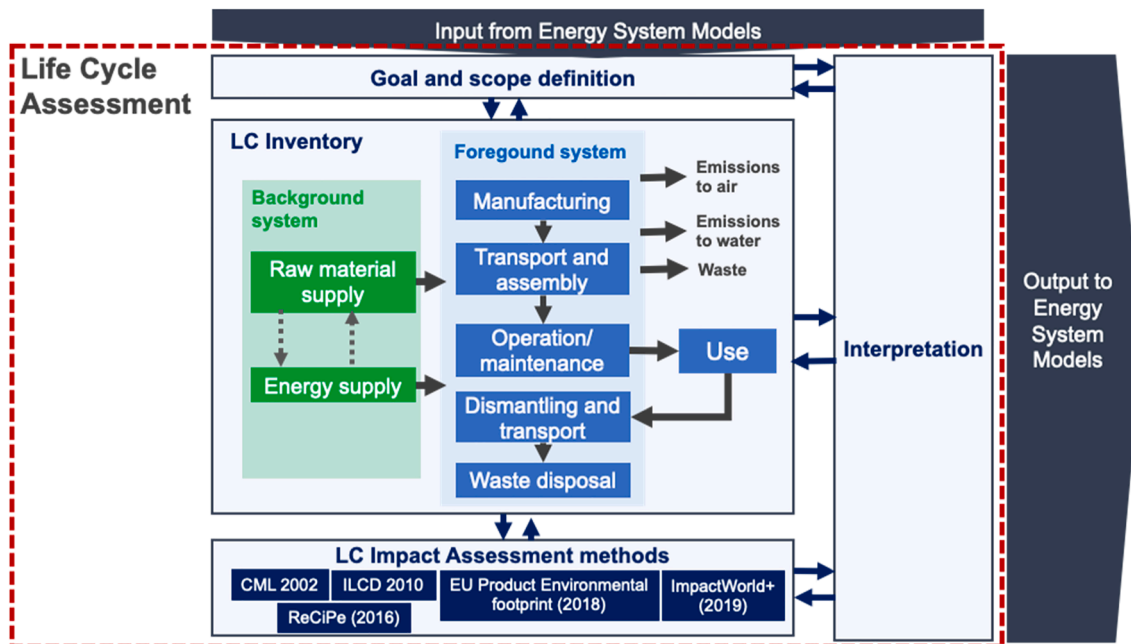 Input from Energy System Models
Life Cycle
Assessment
Goal and scope definition
LC Inventory
Foregound system
Background
system
Manufacturing
Emissions
to air
Emissions
to water
Raw material
supply
Transport and
assembly
Waste
Operation/
maintenance
Use
Energy supply
Dismantling and
transport
Waste disposal
Interpretation
Output to
Energy
System
Models
LC Impact Assessment methods
CML 2002
ILCD 2010
EU Product Environmental
footprint (2018)
ImpactWorld+
(2019)
ReCiPe (2016)